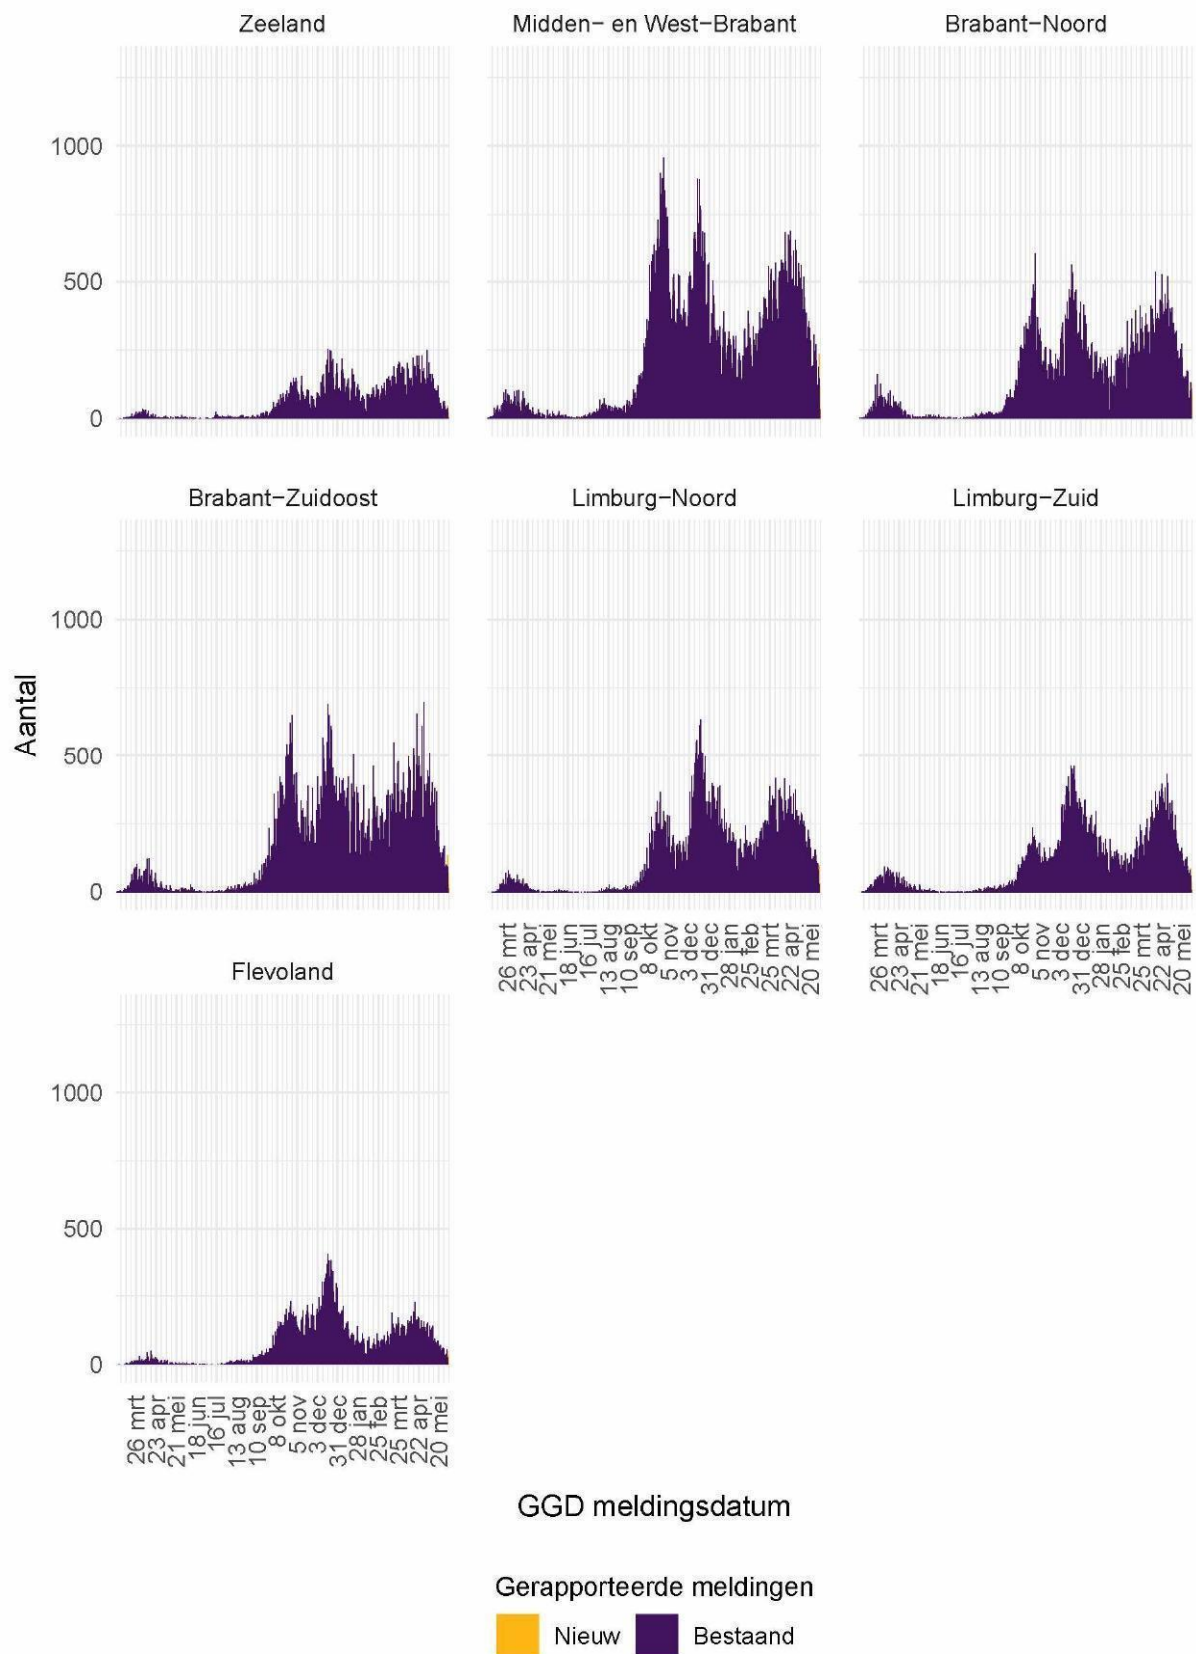 Zeeland
Midden- en West-Brabant
Brabant-Noord
1000
500
0
Brabant-Zuidoost
Limburg-Noord
Limburg-Zuid
1000
500
0
Aantal
26 mrt
23 apr
21 mei
18 jun
16 jul
13 aug
10 sep
8 okt
5 nov
3 dec
31 dec
28 jan
25 feb
25 mrt
22 apr
20 mei
26 mrt
23 apr
21 mei
18 jun
16 jul
13 aug
10 sep
8 okt
5 nov
3 dec
31 dec
28 jan
25 feb
25 mrt
22 apr
20 mei
Flevoland
1000
500
0
26 mrt
23 apr
21 mei
18 jun
16 jul
13 aug
10 sep
8 okt
5 nov
3 dec
31 dec
28 jan
25 feb
25 mrt
22 apr
20 mei
GGD meldingsdatum
Gerapporteerde meldingen
Nieuw
Bestaand